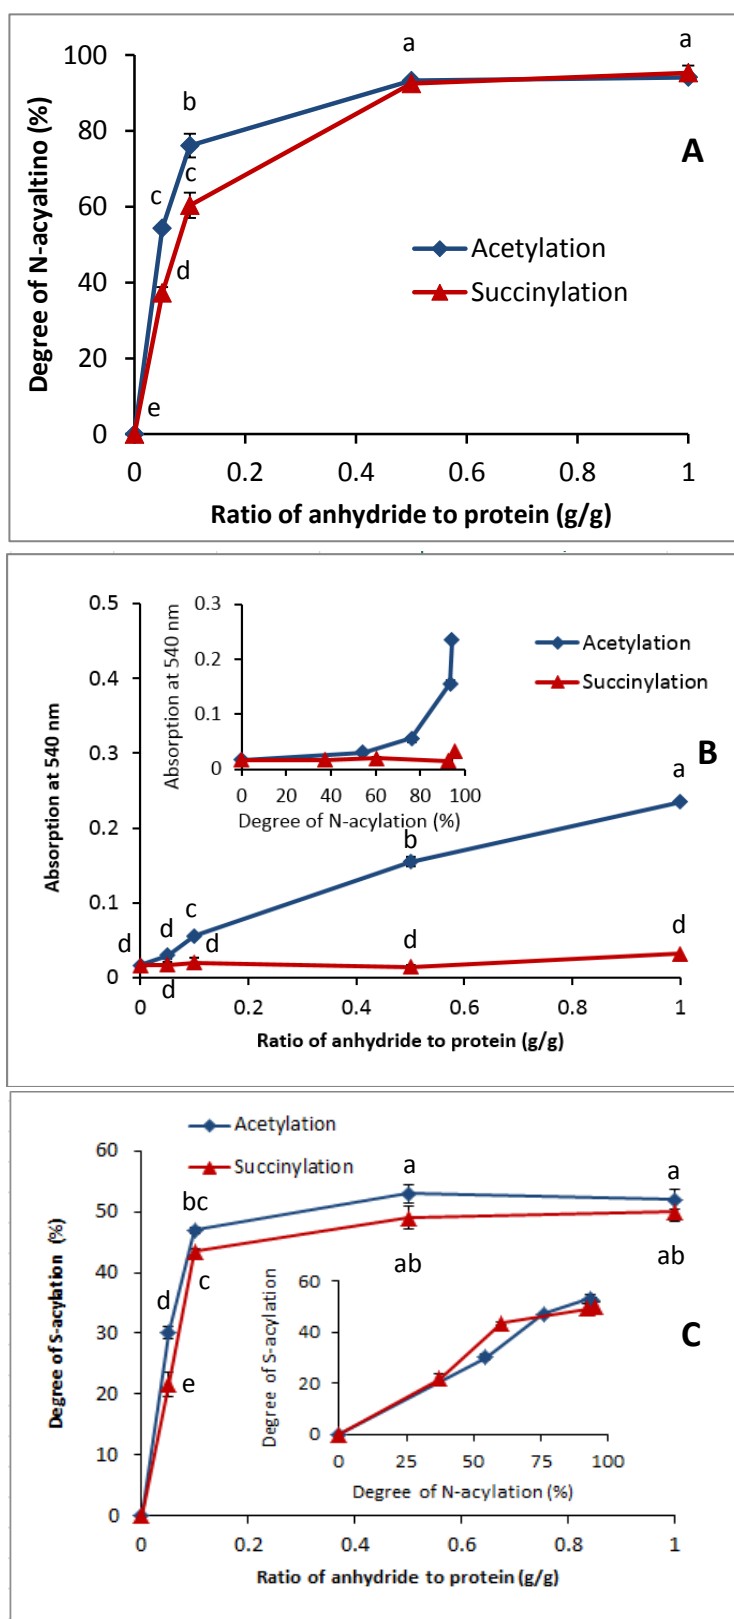 a
a
100
b
Degree of N-acyaltino (%)
80
A
c
c
60
Acetylation
d
40
Succinylation
20
e
0
0
0.2
0.4
0.6
0.8
1
Ratio of anhydride to protein (g/g)
0.5
0.3
Absorption at 540 nm
Acetylation
0.4
0.2
Succinylation
0.1
B
0.3
0
a
0 20 40 60 80 100
Degree of N-acylation (%)
Absorption at 540 nm
0.2
b
0.1
c
d
d
d
d
d
d
0
0
0.2
0.4
0.6
0.8
1
Ratio of anhydride to protein (g/g)
Acetylation
60
Succinylation
a
a
bc
50
ab
ab
Degree of S-acylation (%)
40
c
60
Degree of S-acylation
d
C
30
40
e
20
20
0
10
0 25 50 75 100
Degree of N-acylation (%)
0
0
0.2
0.4
0.6
0.8
1
Ratio of anhydride to protein (g/g)